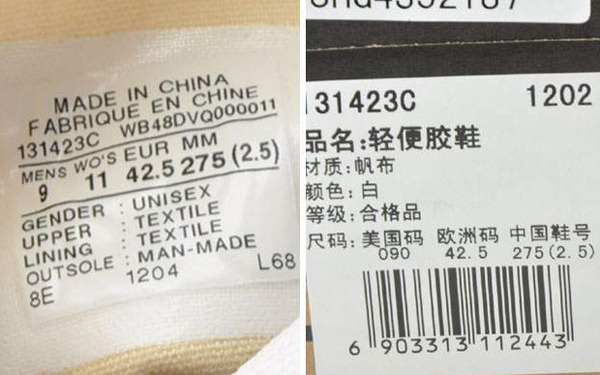 MADE IN CHINA
FABRIQUE EN CHINE
131423C WB48DVQ000011
MENS WO'S EUR MM
9 11 42.5 275 (2.5)
GENDER : UNISEX
UPPER : TEXTILE
LINING : TEXTILE
OUTSOLE : MAN-MADE
8E 1204 L68
131423C 1202
品名:轻便胶鞋
材质:帆布
颜色:白
等级:合格品
尺码:美国码 欧洲码 中国鞋号
090 42.5 275(2.5)
6 903313 112443